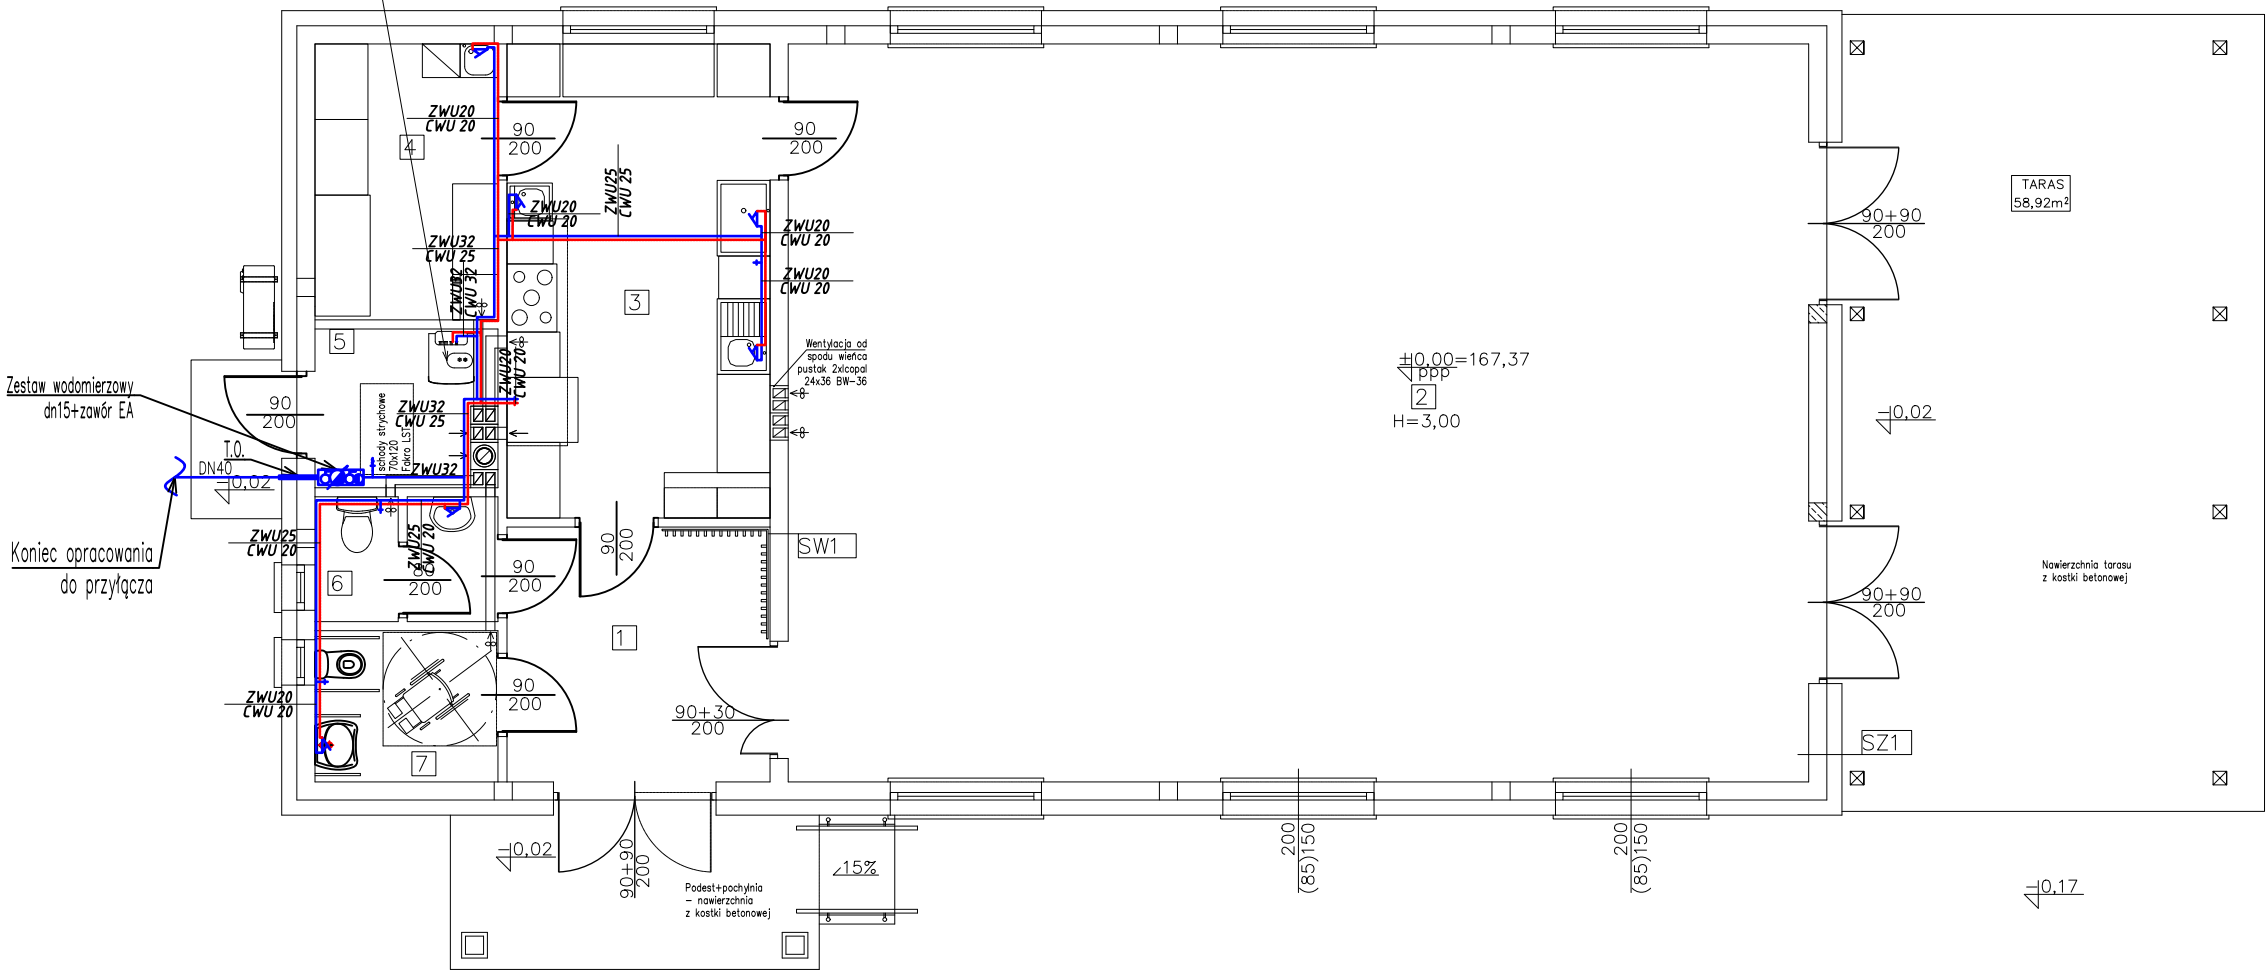 ZWU20
CWU 20
4
90
200
90
200
ZWU25
CWU 25
ZWU20
CWU 20
TARAS
58,92m²
ZWU20
CWU 20
90+90
200
ZWU32
CWU 25
ZWU32
CWU 32
ZWU20
CWU 20
3
5
Wentylacja od
spodu wieńca
pustak 2xIcopal
24x36 BW-36
±0,00=167,37
ppp
2
H=3,00
-0,02
Zestaw wodomierzowy
dn15+zawór EA
90
200
ZWU20
CWU 20
schody strychowe
70x120
Fakro LST
ZWU32
CWU 25
T.O.
DN40
-0,02
ZWU32
Koniec opracowania
do przyłącza
ZWU25
CWU 20
ZWU25
CWU 20
90
200
SW1
6
200
90
200
Nawierzchnia tarasu
z kostki betonowej
90+90
200
1
ZWU20
CWU 20
90
200
90+30
200
7
SZ1
-0,02
90+90
200
15%
200
(85)150
200
(85)150
Podest+pochylnia
- nawierzchnia
z kostki betonowej
-0,17